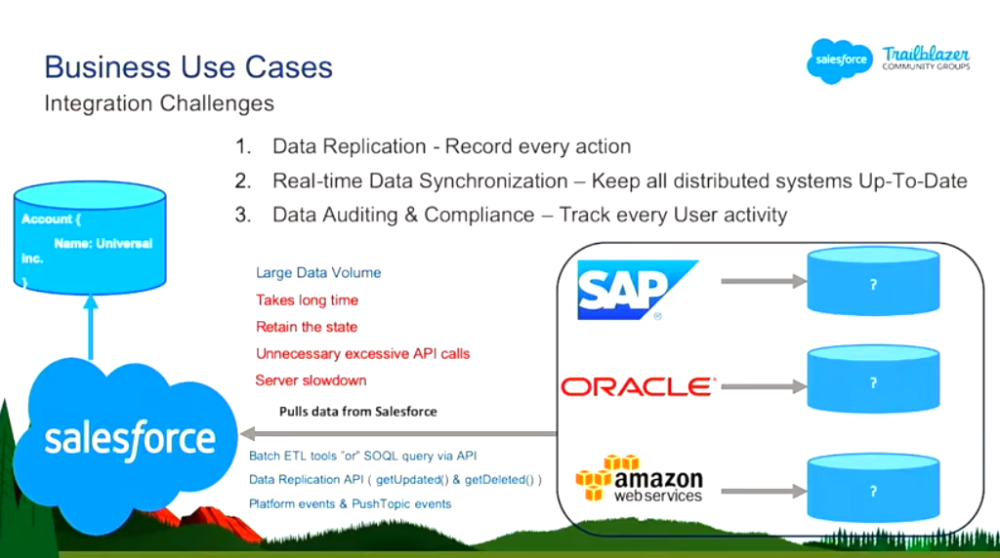 Business Use Cases
Integration Challenges
salesforce
Trailblazer
COMMUNITY GROUPS
1. Data Replication - Record every action
2. Real-time Data Synchronization – Keep all distributed systems Up-To-Date
3. Data Auditing & Compliance – Track every User activity
Account {
Name: Universal
Inc.
}
salesforce
Large Data Volume
Takes long time
Retain the state
Unnecessary excessive API calls
Server slowdown
Pulls data from Salesforce
Batch ETL tools "or" SOQL query via API
Data Replication API ( getUpdated() & getDeleted() )
Platform events & PushTopic events
SAP®
?
ORACLE®
?
amazon
webservices
?